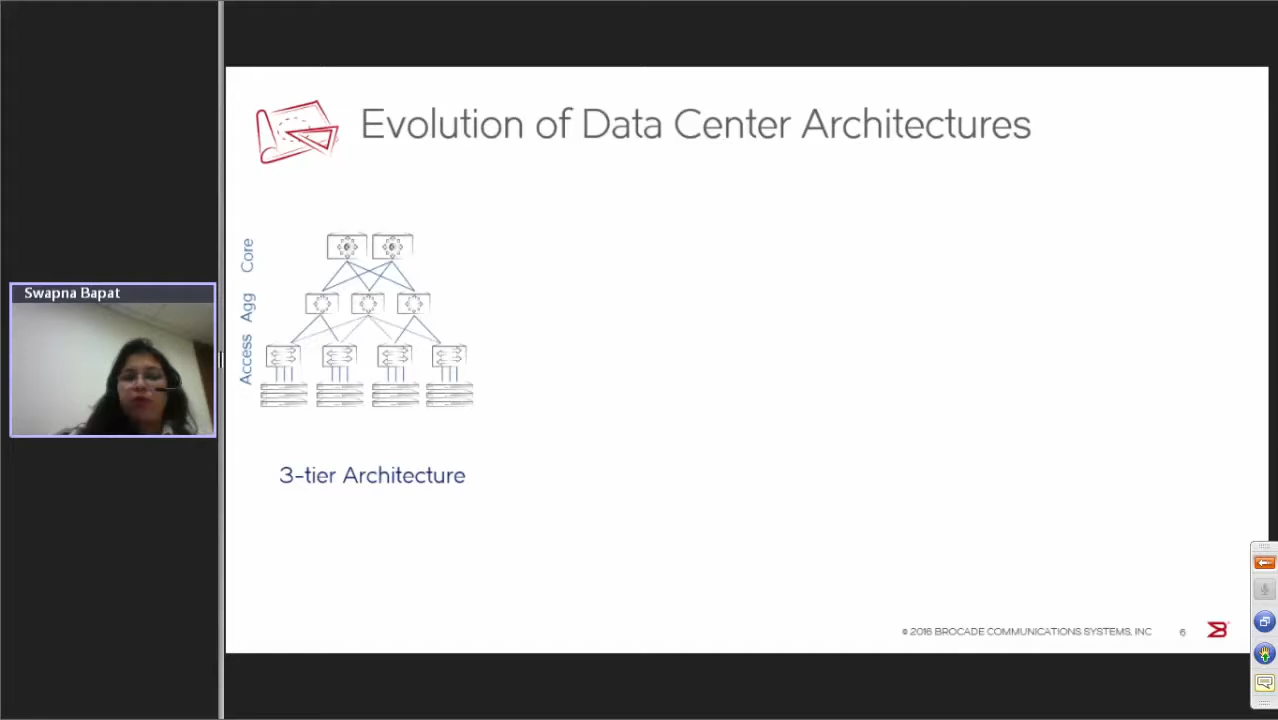 Swapna Bapat
Evolution of Data Center Architectures
Core
Agg
Access
3-tier Architecture
© 2016 BROCADE COMMUNICATIONS SYSTEMS, INC
6